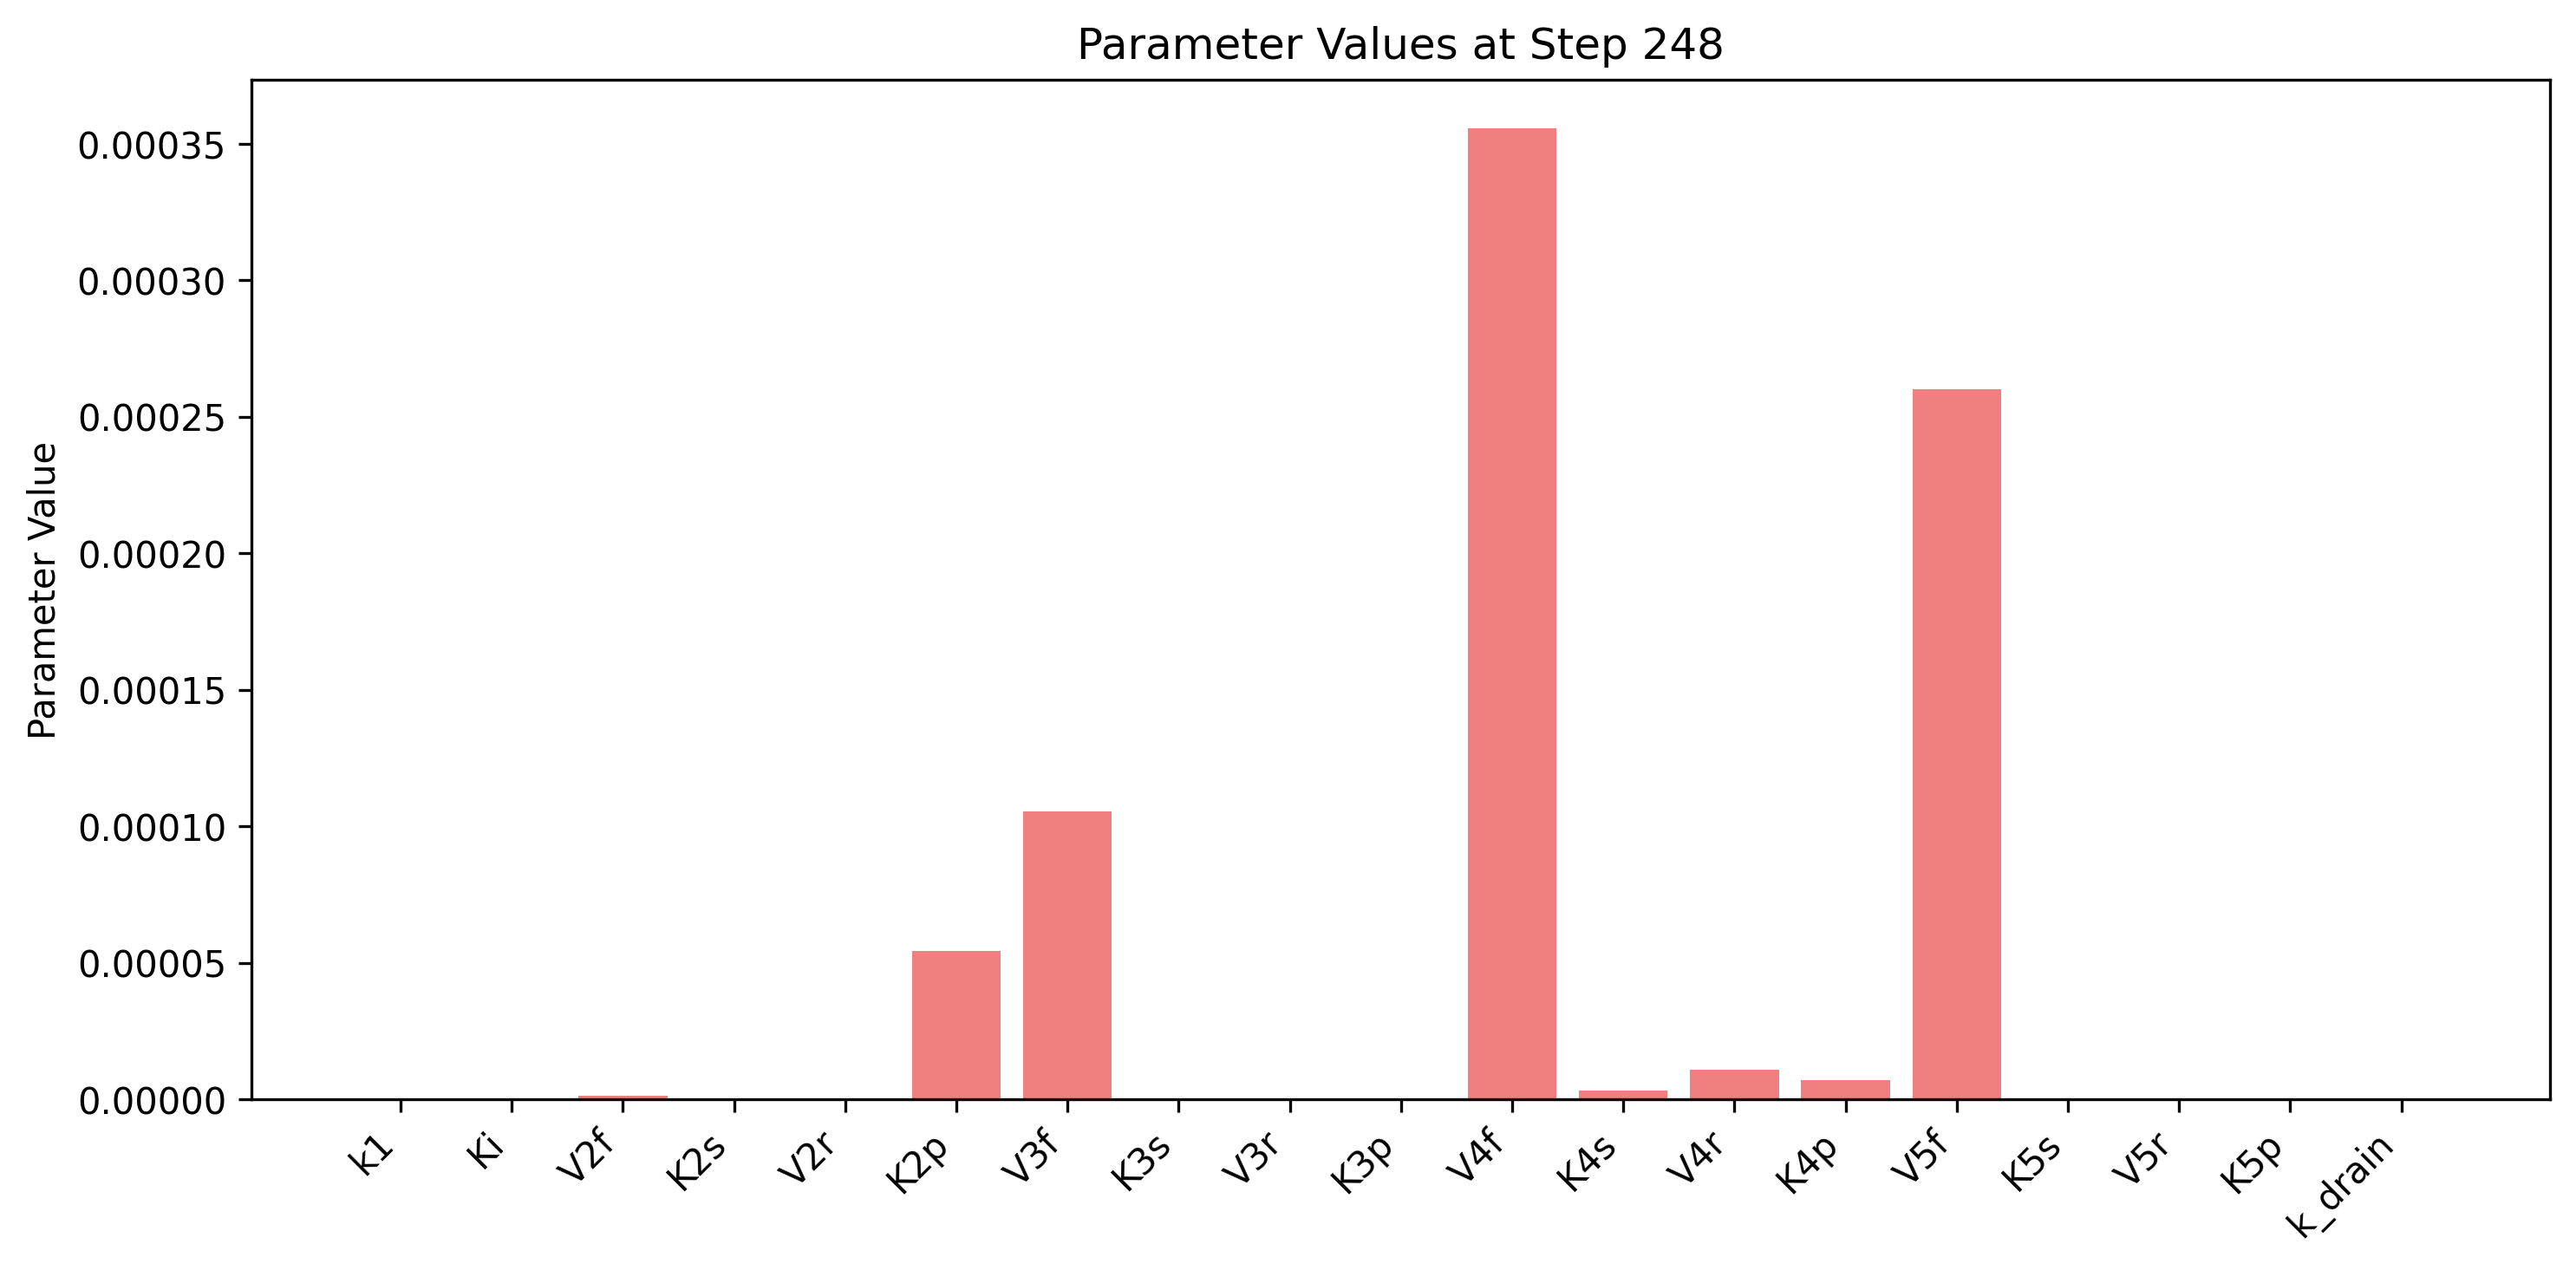 Parameter Values at Step 248
Parameter Value
0.00035
0.00030
0.00025
0.00020
0.00015
0.00010
0.00005
0.00000
k1
Ki
V2f
K2s
V2r
K2p
V3f
K3s
V3r
K3p
V4f
K4s
V4r
K4p
V5f
K5s
V5r
K5p
k_drain